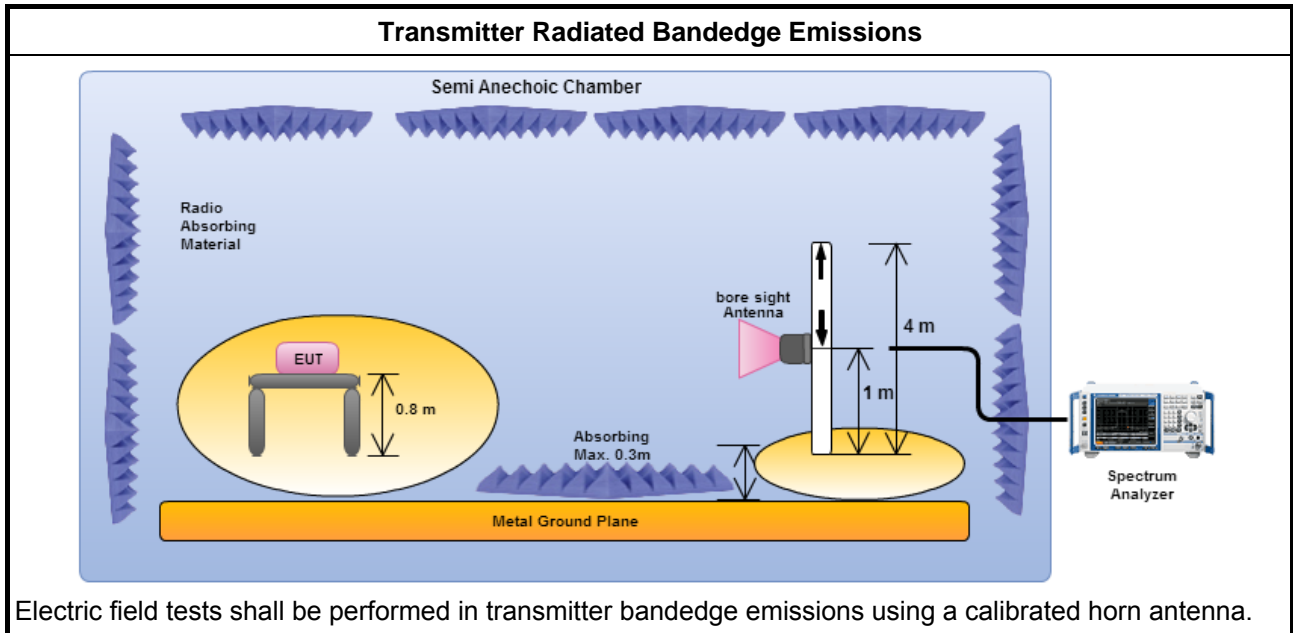 Transmitter Radiated Bandedge Emissions
Semi Anechoic Chamber
Radio
Absorbing
Material
bore sight
Antenna
4 m
EUT
1 m
0.8 m
Absorbing
Max. 0.3m
Spectrum
Analyzer
Metal Ground Plane
Electric field tests shall be performed in transmitter bandedge emissions using a calibrated horn antenna.